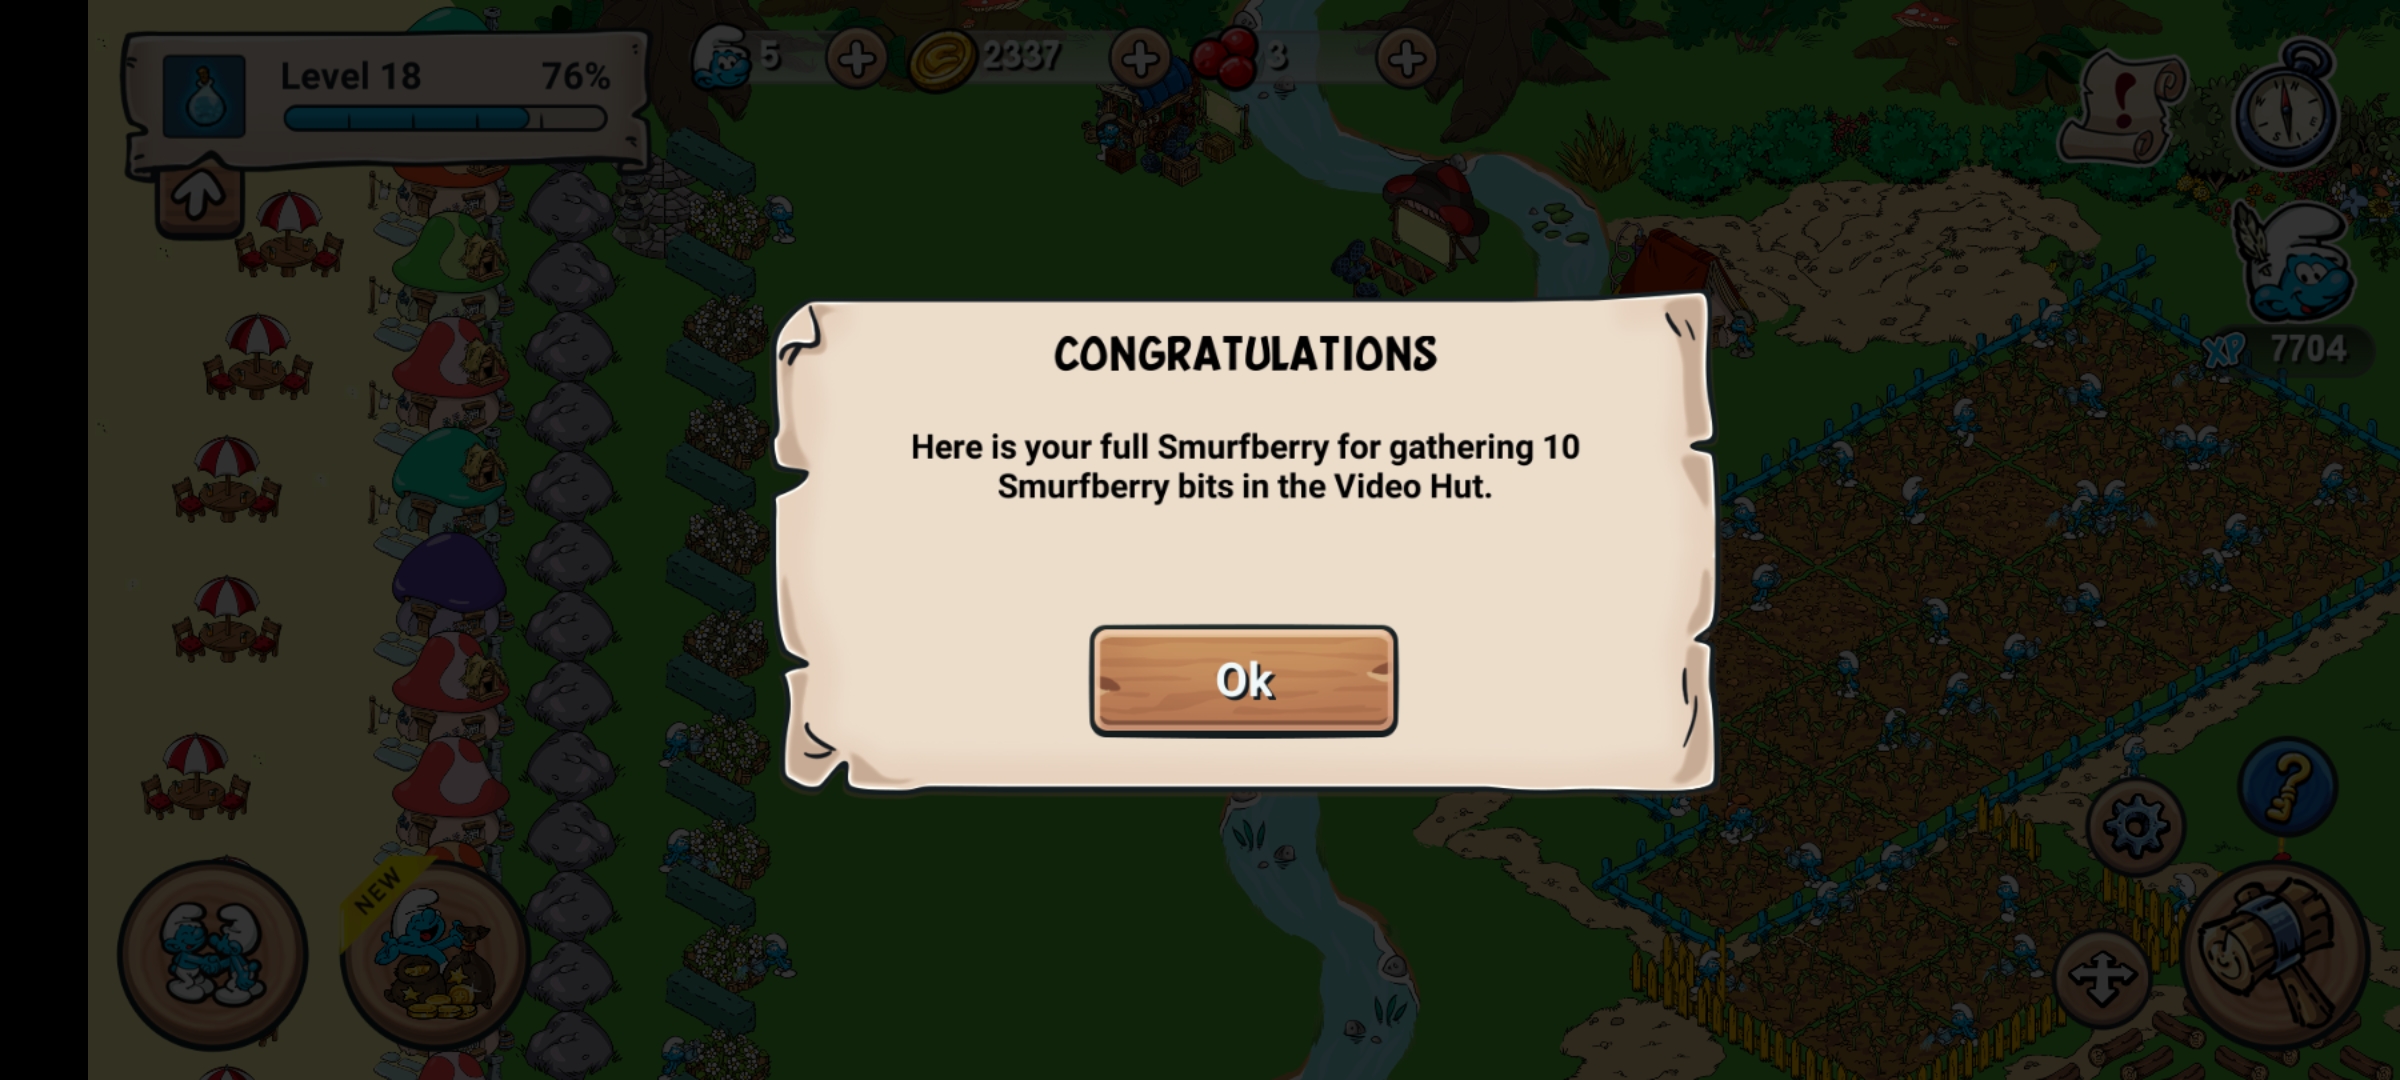 Level 18 76%
5
2337
3
XP 7704
CONGRATULATIONS
Here is your full Smurfberry for gathering 10
Smurfberry bits in the Video Hut.
Ok
NEW